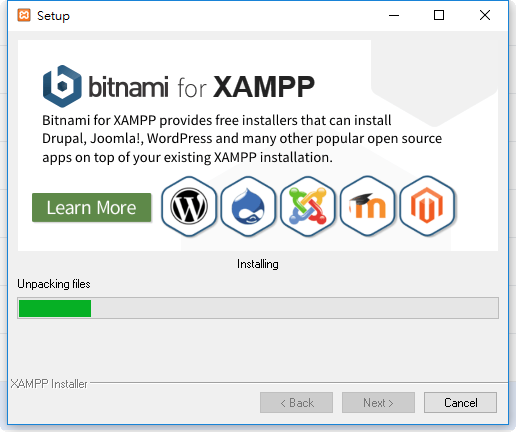 Setup
bitnami for XAMPP
Bitnami for XAMPP provides free installers that can install
Drupal, Joomla!, WordPress and many other popular open source
apps on top of your existing XAMPP installation.
Learn More
Installing
Unpacking files
XAMPP Installer
< Back
Next >
Cancel